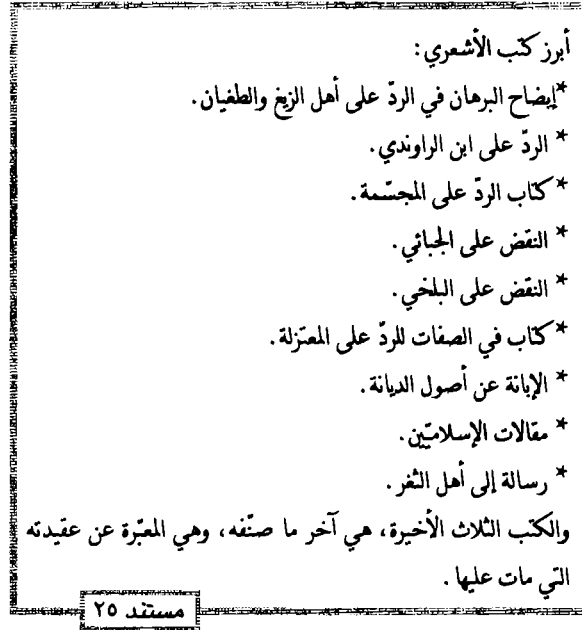 أبرز كتب الأشعري:
*إيضاح البرهان في الردّ على أهل الزيغ والطغيان.
* الردّ على ابن الراوندي.
*كتاب الردّ على المجسّمة.
* النقض على الجبائي.
* النقض على البلخي.
*كتاب في الصفات للردّ على المعتزلة.
* الإبانة عن أصول الديانة.
* مقالات الإسلاميّين.
* رسالة إلى أهل الثغر.
والكتب الثلاث الأخيرة، هي آخر ما صنّفه، وهي المعبّرة عن عقيدته
التي مات عليها.
مستند ٢٥